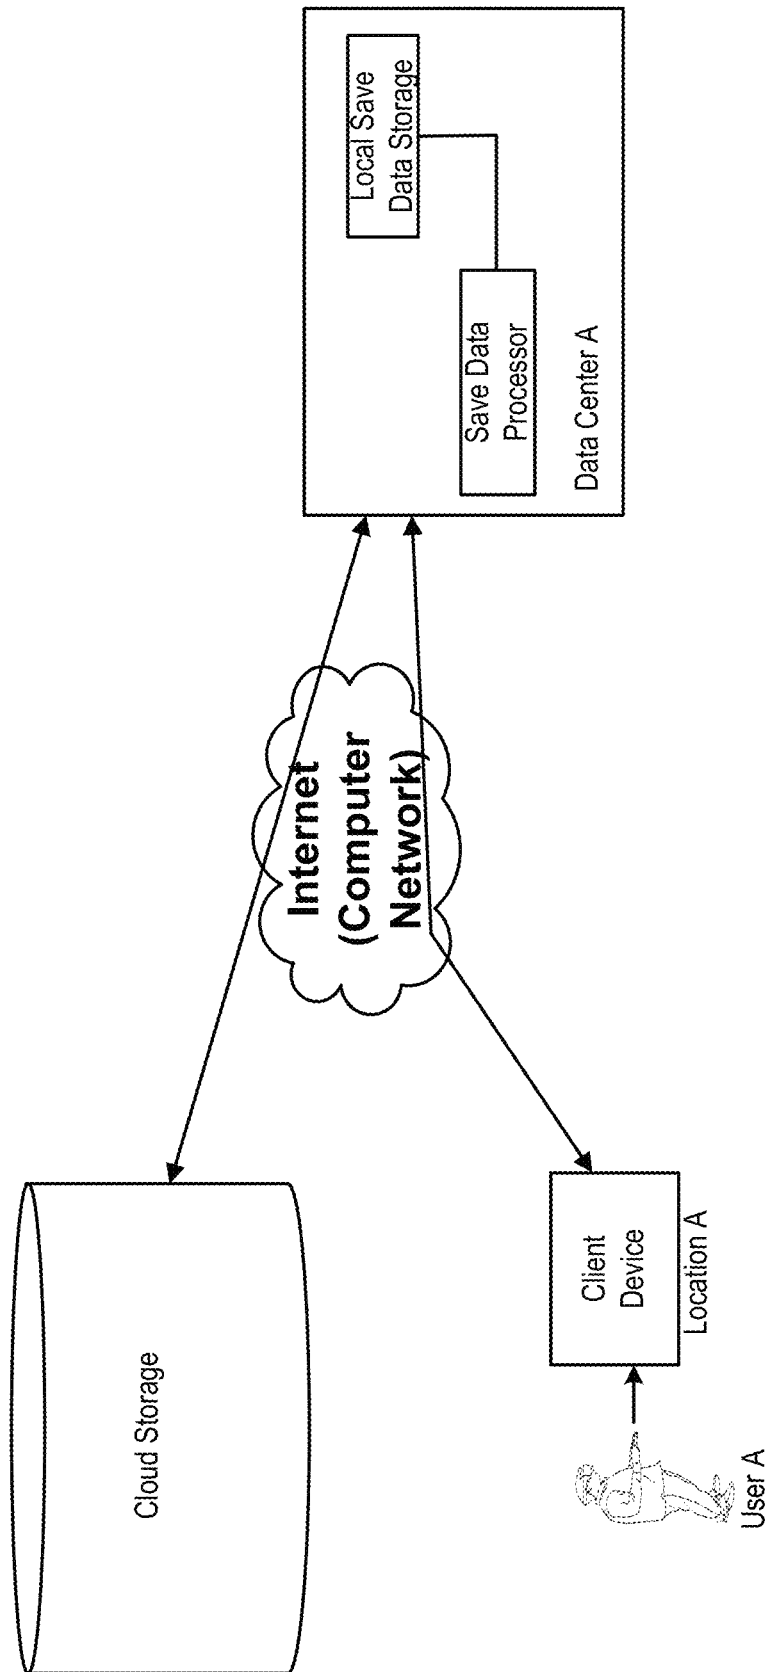 Cloud Storage
User A
Client
Device
Location A
Internet
(Computer
Network)
Local Save
Data Storage
Save Data
Processor
Data Center A